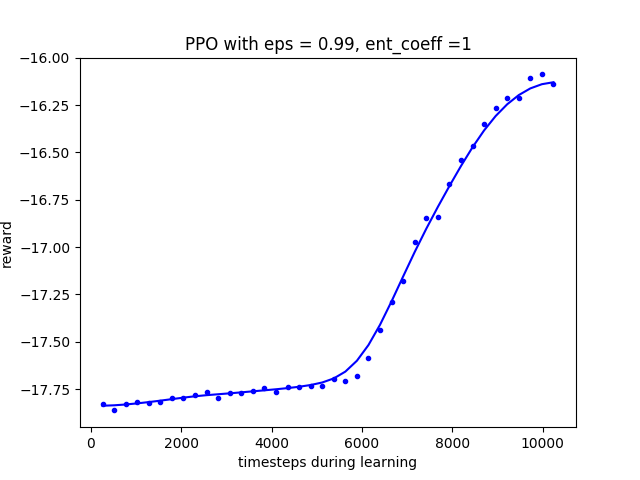 PPO with eps = 0.99, ent_coeff =1
−16.00
−16.25
−16.50
−16.75
−17.00
−17.25
−17.50
−17.75
reward
0 2000 4000 6000 8000 10000
timesteps during learning